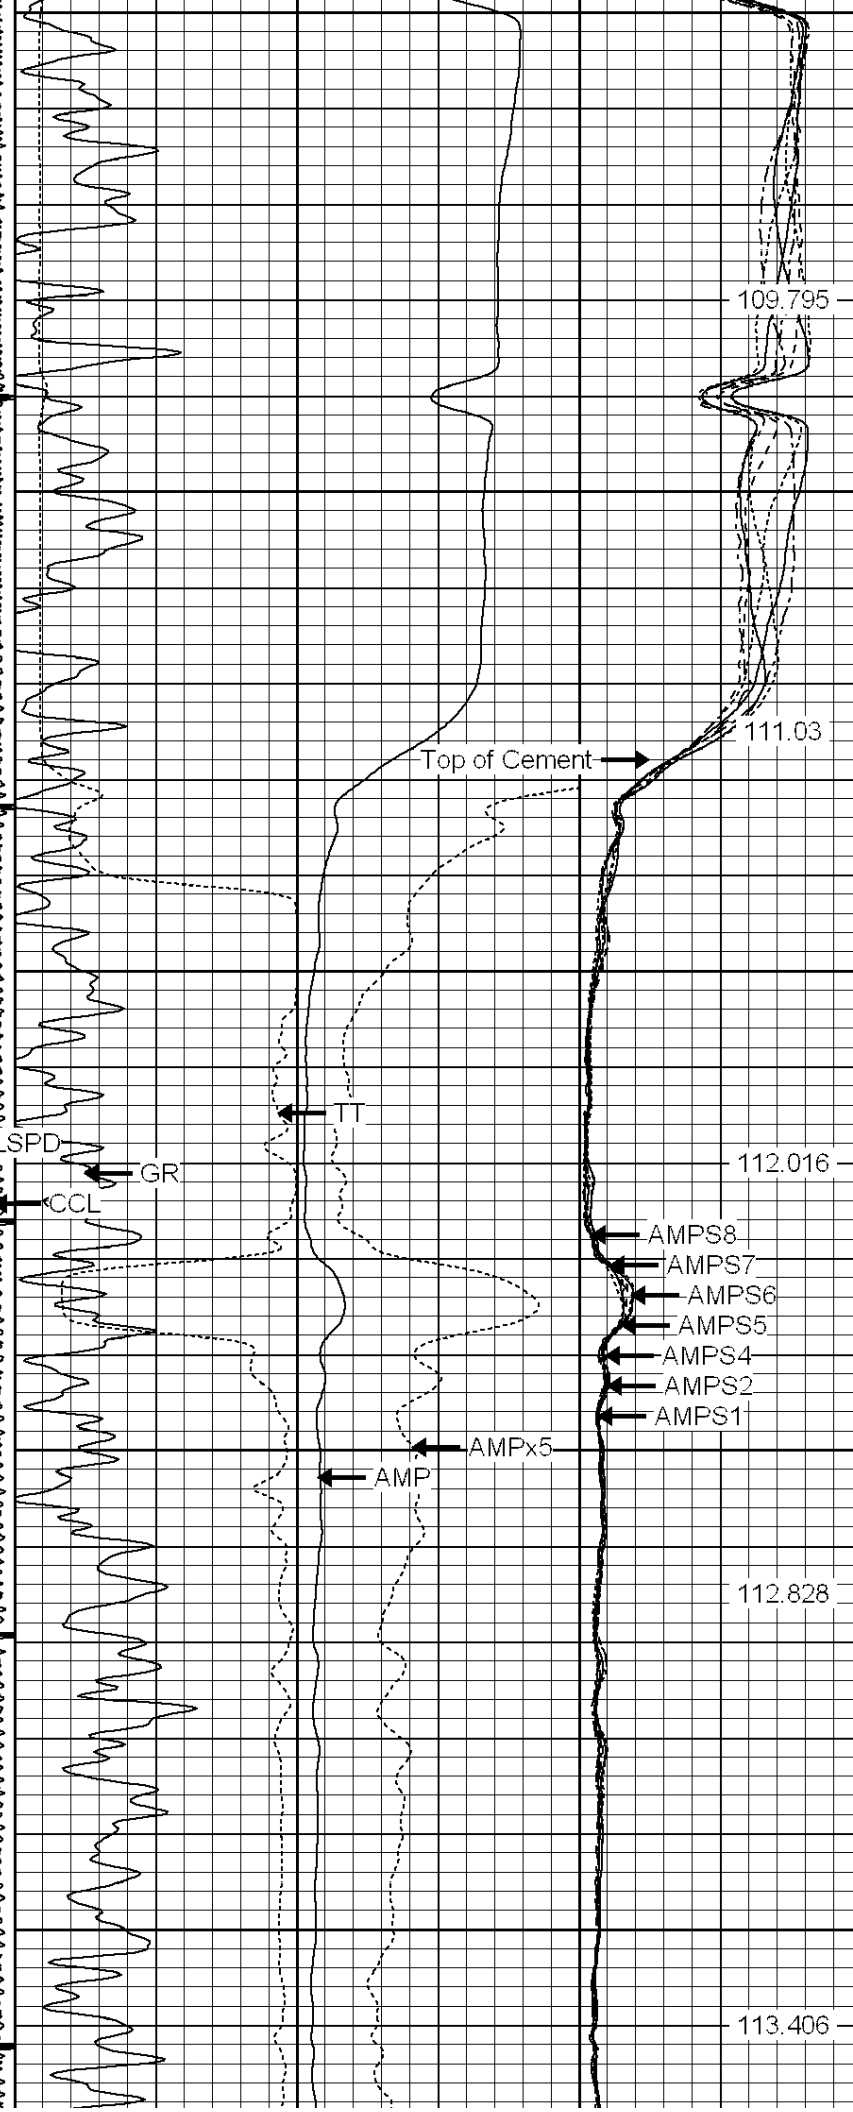 109.795
111.03
Top of Cement
TT
LSPD
112.016
GR
CCL
AMPS8
AMPS7
AMPS6
AMPS5
AMPS4
AMPS2
AMPS1
AMPx5
AMP
112.828
113.406